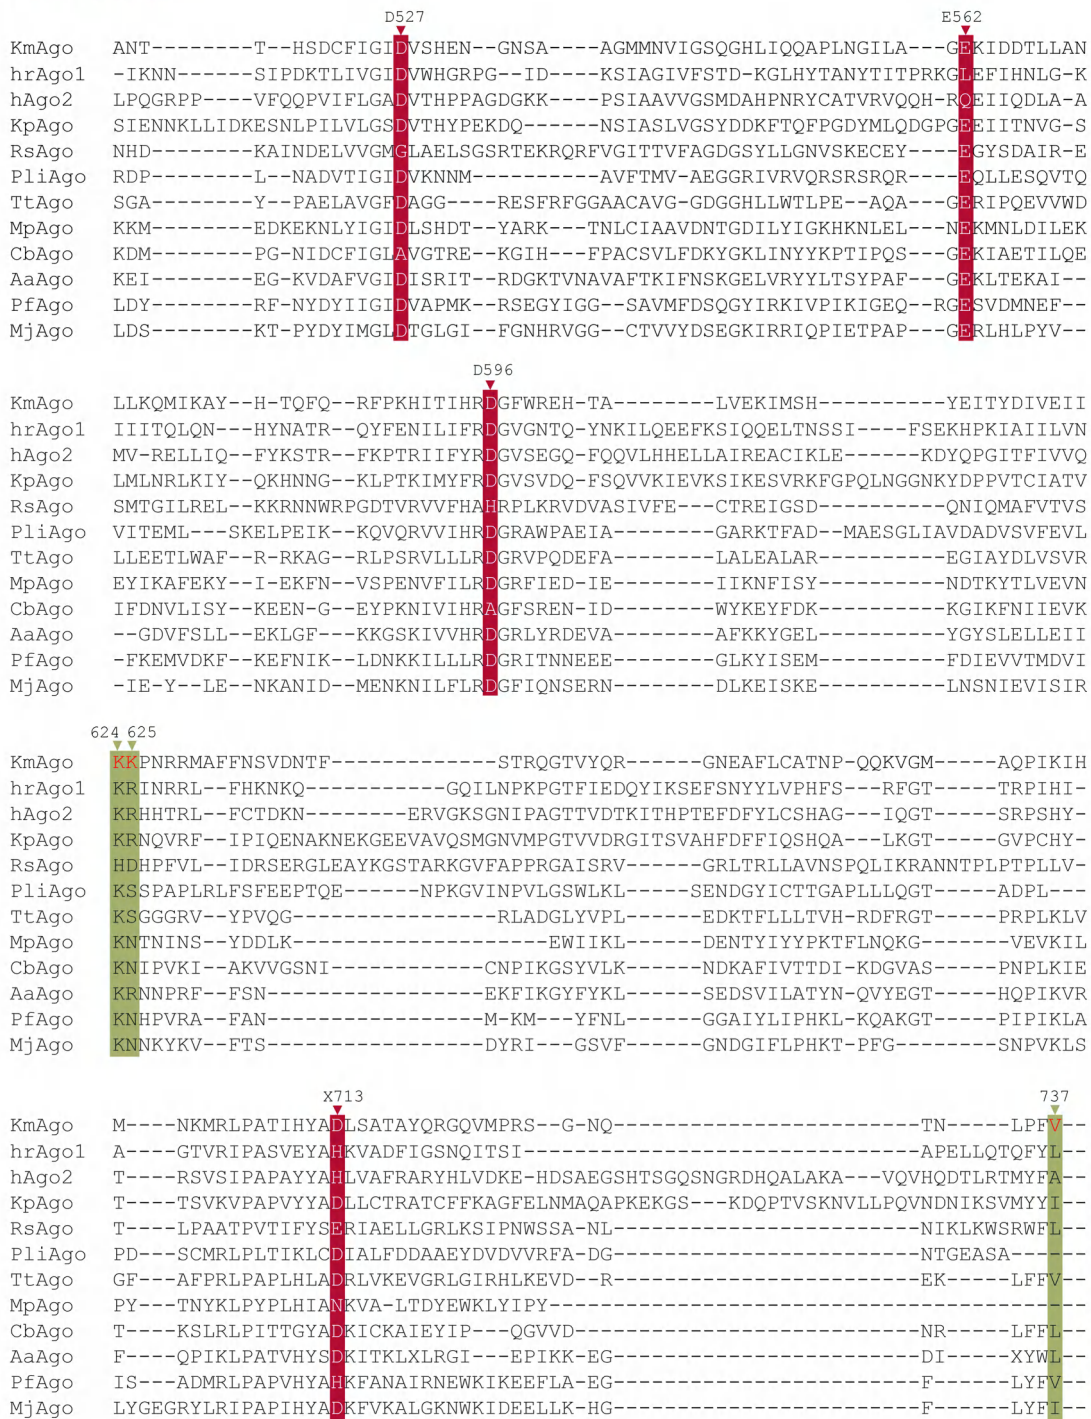 D527 E562
KmAgo ANT--------T--HSDCFIGIDVSHEN--GNSA----AGMMNVIGSQGHLIQQAPLNGILA---GEKIDDTLLAN
hrAgo1 -IKNN-----SIPDKTLIVGIDVWHGRPG--ID----KSIAGIVFSTD-KGLHYTANYTITPRKGLEFIHNLG-K
hAgo2 LPQGRPP----VFQQPVIFLGADVTHPPAGDGKK----PSIAAVVGSMDAHPNRYCATVRVQQH-RQEIIQDLA-A
KpAgo SIENNKLLIDKESNLPILVLGSDVTHYPEKDQ-----NSIASLVGSYDDKFTQFPGDYMLQDGPGEEIITNVG-S
RsAgo NHD------KAINDELVVGMGLAELSGSRTEKRQRFVGITTVFAGDGSYLLGNVSKECEY----EGYSDAIR-E
PliAgo RDP------L--NADVTIGIDVKNNM---------AVFTMV-AEGGRIVRVQRSRSRQR----EQLLESQVTQ
TtAgo SGA------Y--PAELAVGFDAGG---RESFRFGGAACAVG-GDGGHLLWTLPE--AQA---GERIPQEVVWD
MpAgo KKM------EDKEKNLYIGIDLSHDT--YARK---TNLCIAAVDNTGDILYIGKHKNLEL---NEKMNLDILEK
CbAgo KDM------PG-NIDCFIGLAVGTRE--KGIH--FPACSVLFDKYGKLINYYKPTIPQS----GEKIAETILQE
AaAgo KEI------EG-KVDAFVGIDISRIT--RDGKTVNAVAFTKIFNSKGELVRYYLTSYPAF---GEKLTEKAI--
PfAgo LDY------RF-NYDYIIGIDVAPMK--RSEGYIGG--SAVMFDSQGYIRKIVPIKIGEQ--RGESVDMNEF--
MjAgo LDS------KT-PYDYIMGLDTGLGI--FGNHRVGG--CTVVYDSEGKIRRIQPIETPAP---GERLHLPYV--
D596
KmAgo LLKQMIKAY--H-TQFQ--RFPKHITIHRDGFWREH-TA-------LVEKIMSH---------YEITYDIVEII
hrAgo1 IIITQLQN---HYNATR--QYFENILIFRDGVGNTQ-YNKILQEEFKSIQQELTNSSI----FSEKHPKIAIILVN
hAgo2 MV-RELLIQ--FYKSTR--FKPTRIIFYRDGVSEGQ-FQQVLHHELLAIREACIKLE------KDYQPGITFIVVQ
KpAgo LMLNRLKIY--QKHNNG--KLPTKIMYFRDGVSVDQ-FSQVVKIEVKSIKESVRKFGPQLNGGNKYDPPVTCIATV
RsAgo SMTGILREL--KKRNNWRPGDTVRVVFHAHRPLKRVDVASIVFE---CTREIGSD--------QNIQMAFVTVS
PliAgo VITEML---SKELPEIK--KQVQRVVIHRDGRAWPAEIA-------GARKTFAD--MAESGLIAVDADVSVFEVL
TtAgo LLEETLWAF--R-RKAG--RLPSRVLLLRDGRVPQDEFA-------LALEALAR---------EGIAYDLVSVR
MpAgo EYIKAFEKY--I-EKFN--VSPENVFILRDGRFIED-IE-------IIKNFISY---------NDTKYTLVEVN
CbAgo IFDNVLISY--KEEN-G--EYPKNIVIHRAGFSREN-ID-------WYKEYFDK---------KGIKFNIIEVK
AaAgo --GDVFSLL--EKLGF---KKGSKIVVHRDGRLYRDEVA-------AFKKYGEL---------YGYSLELLEII
PfAgo -FKEMVDKF--KEFNIK--LDNKKILLLRDGRITNNEEE-------GLKYISEM---------FDIEVVTMDVI
MjAgo -IE-Y--LE--NKANID--MENKNILFLRDGFIQNSERN-------DLKEISKE---------LNSNIEVISIR
624 625
KmAgo KKPNRRMAFFNSVDNTF-------------STRQGTVYQR-------GNEAFLCATNP-QQKVGM-----AQPIKIH
hrAgo1 KRINRRL--FHKNKQ--------GQILNPKPGTFIEDQYIKSEFSNYYLVPHFS----RFGT------TRPIHI-
hAgo2 KRHHTRL--FCTDKN--------ERVGKSGNIPAGTTVDTKITHPTEFDFYLCSHAG-----IQGT----SRPSHY-
KpAgo KRNQVRF--IPIQENAKNEKGEEVAVQSMGNVMPGTVVDRGITSVAHFDFFIQSHQA---LKGT----GVPCHY-
RsAgo HDHPFVL--IDRSERGLEAYKGSTARKGVFAPPRGAISRV------GRLTRLLAVNSPQLIKRANNTPLPTPLLV-
PliAgo KSSPAPLRLFSFEEPTQE------NPKGVINPVLGSWLKL-----SENDGYICTTGAPLLLQGT----ADPL--
TtAgo KSGGGRV--YPVQG----------------RLADGLYVPL------EDKTFLLLTVH-RDFRGT-----PRPLKLV
MpAgo KNTNINS--YDDLK------------------EWIIKL------DENTYIYYPKTFLNQKG------VEVKIL
CbAgo KNIPVKI--AKVVGSNI-----------CNPIKGSYVLK------NDKAFIVTTDI-KDGVAS----PNPLKIE
AaAgo KRNNPRF--FSN----------------EKFIKGYFYKL------SEDSVILATYN-QVYEGT-----HQPIKVR
PfAgo KNHPVRA--FAN----------------M-KM---YFNL------GGAIYLIPHKL-KQAKGT-----PIPIKLA
MjAgo KNNKYKV--FTS----------------DYRI---GSVF------GNDGIFLPHKT-PFG-------SNPVKLS
X713 737
KmAgo M----NKMRLPATIHYADLSATAYQRGQVMPRS--G-NQ---------------------TN-----LPFV--
hrAgo1 A-----GTVRIPASVEYAHKVADFIGSNQITSI----------------------------APELLQTQFYL--
hAgo2 T----RSVSIPAPAYYAHLVAFRARYHLVDKE-HDSAEGSHTSGQSNGRDHQALAKA---VQVHQDTLRTMYFA--
KpAgo T----TSVKVPAPVYYADLLCTRATCFFKAGFELNMAQAPKEKGS---KDQPTVSKNVLLPQVNDNIKSVMYYI--
RsAgo T-----LPAATPVTIFYSERIAELLGRLKSIPNWSSA-NL--------------------NIKLKWSRWFL--
PliAgo PD---SCMRLPLTIKLCDIALFDDAAEYDVDVVRFA-DG---------------------NTGEASA----
TtAgo GF---AFPRLPAPLHLADRLVKEVGRLGIRHLKEVD--R---------------------EK-----LFFV--
MpAgo PY---TNYKLPYPLHIANKVA-LTDYEWKLYIPY-----------------------------------
CbAgo T----KSLRLPITTGYADKICKAIEYIP---QGVVD------------------------NR-----LFFL--
AaAgo F----QPIKLPATVHYSDKITKLXLRGI--EPIKK-EG----------------------DI-----XYWL--
PfAgo IS---ADMRLPAPVHYAHKFANAIRNEWKIKEEFLA-EG---------------------F------LYFV--
MjAgo LYGEGRYLRIPAPIHYADKFVKALGKNWKIDEELLK-HG---------------------F------LYFI--